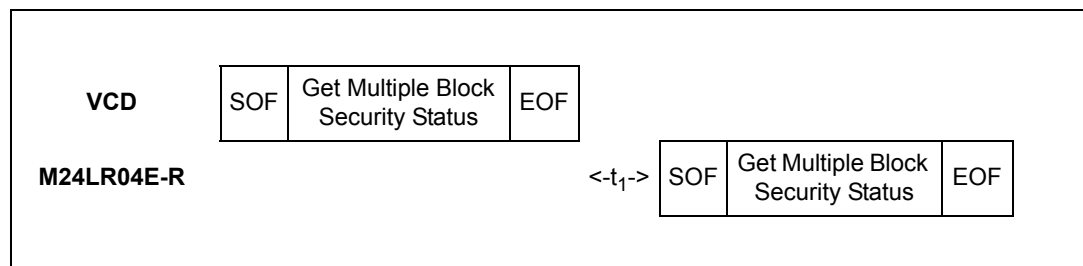 VCD
SOF
Get Multiple Block
Security Status
EOF
M24LR04E-R
<-t1->
SOF
Get Multiple Block
Security Status
EOF